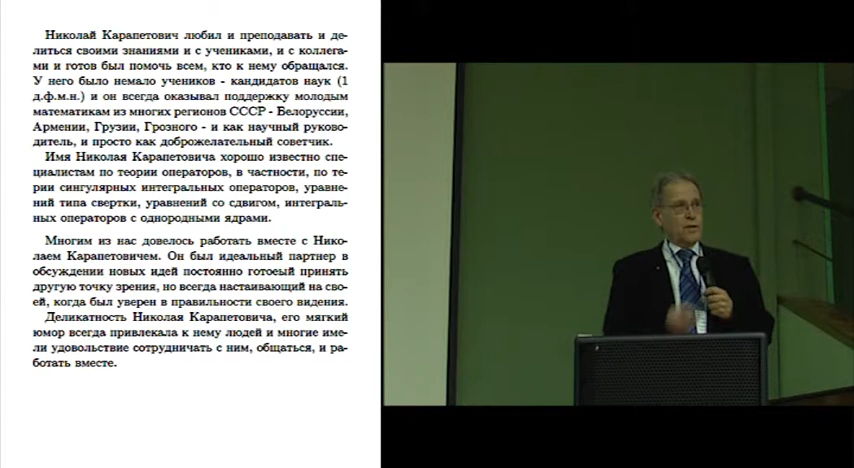 Николай Карапетович любил и преподавать и де-
литься своими знаниями и с учениками, и с коллега-
ми и готов был помочь всем, кто к нему обращался.
У него было немало учеников - кандидатов наук (1
д.ф.м.н.) и он всегда оказывал поддержку молодым
математикам из многих регионов СССР - Белоруссии,
Армении, Грузии, Грозного - и как научный руково-
дитель, и просто как доброжелательный советчик.
Имя Николая Карапетовича хорошо известно спе-
циалистам по теории операторов, в частности, по те-
рии сингулярных интегральных операторов, уравне-
ний типа свертки, уравнений со сдвигом, интеграль-
ных операторов с однородными ядрами.
Многим из нас довелось работать вместе с Нико-
лаем Карапетовичем. Он был идеальный партнер в
обсуждении новых идей постоянно готоеый принять
другую точку зрения, но всегда настаивающий на сво-
ей, когда был уверен в правильности своего видения.
Деликатность Николая Карапетовича, его мягкий
юмор всегда привлекала к нему людей и многие име-
ли удовольствие сотрудничать с ним, общаться, и ра-
ботать вместе.